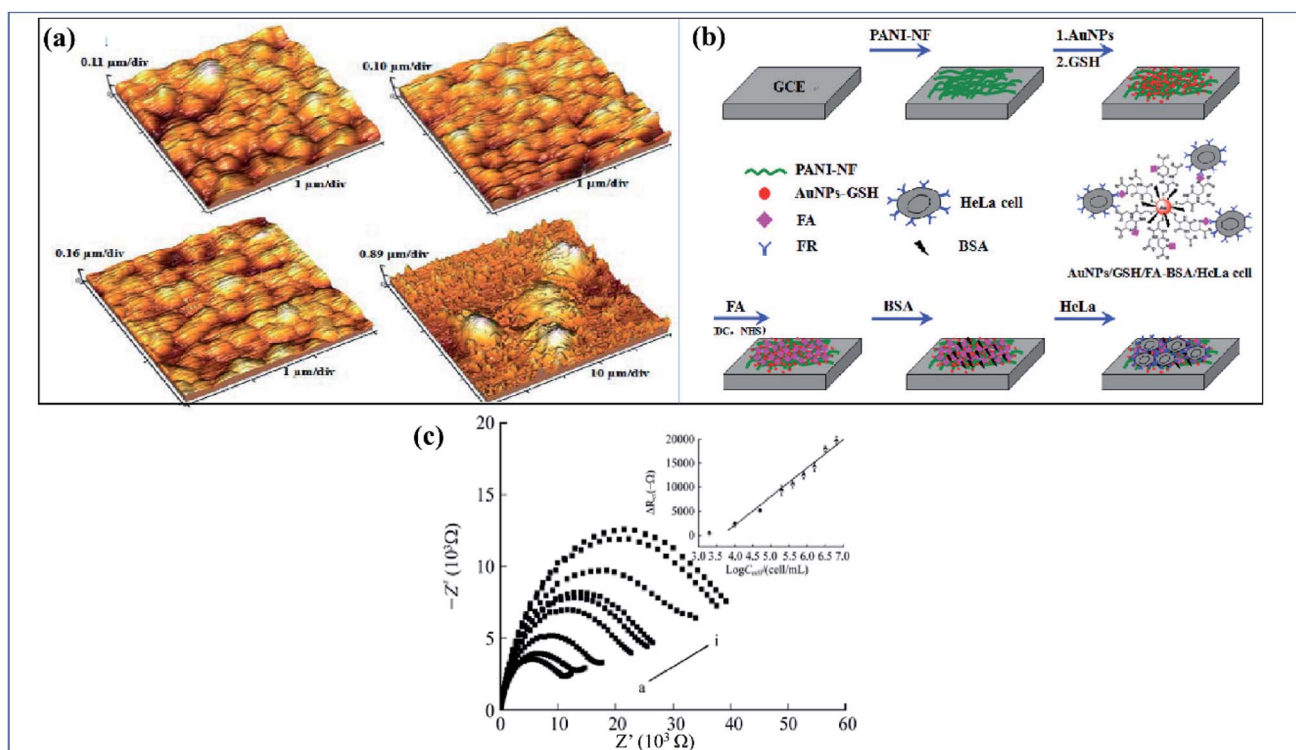 (a)
0.11 µm/div
1 µm/div
0.10 µm/div
1 µm/div
0.16 µm/div
1 µm/div
0.89 µm/div
10 µm/div
(b)
PANI-NF
1.AuNPs
2.GSH
GCE
PANI-NF
AuNPs-GSH
FA
FR
HeLa cell
BSA
Au
AuNPs/GSH/FA-BSA/HeLa cell
FA
DC, NHS)
BSA
HeLa
(c)
20
15
10
5
0
-Z" (10³Ω)
0 10 20 30 40 50 60
Z' (10³ Ω)
a
i
20000
15000
10000
5000
0
3.0 3.5 4.0 4.5 5.0 5.5 6.0 6.5 7.0
LogC cell/(cell/mL)